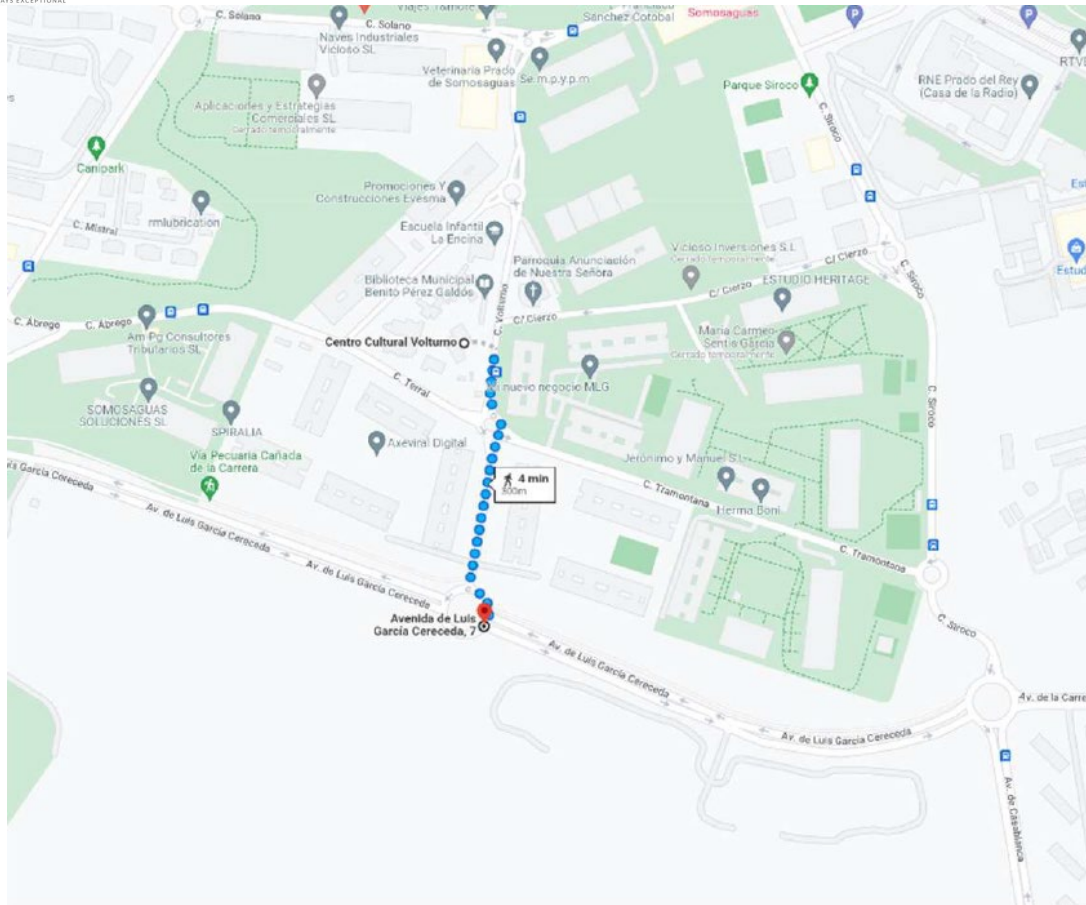 C. Solano
C. Solano
Viajes Tamore
Sánchez Cotobal
Somosaguas
Naves Industriales
Vicioso SL
Veterinaria Prado
de Somosaguas
Se.m.p.y.p.m
Parque Siroco
C. Siroco
RNE Prado del Rey
(Casa de la Radio)
Aplicaciones y Estrategias
Comerciales SL
Cerrado temporalmente
Canipark
C. Mistral
rmlubrication
Promociones Y
Construcciones Evesma
Escuela Infantil
La Encina
Biblioteca Municipal
Benito Pérez Galdós
Parroquia Anunciación
de Nuestra Señora
Vicioso Inversiones S.L
Cerrado temporalmente
C/ Cierzo
C. Siroco
ESTUDIO HERITAGE
C/ Cierzo
C/ Cierzo
C. Volturno
C. Ábrego
C. Ábrego
Am Pg Consultores
Tributarios SL
Centro Cultural Volturno
María Carmen
Sentis García
Cerrado temporalmente
nuevo negocio MLG
C. Terral
C. Siroco
SOMOSAGUAS
SOLUCIONES SL
SPIRALIA
Axeviral Digital
Vía Pecuaria Cañada
de la Carrera
Jerónimo y Manuel S.L
4 min
300m
C. Tramontana
Herma Boni
Luis García Cereceda
Av. de Luis García Cereceda
Av. de Luis García Cereceda
C. Tramontana
Avenida de Luis
García Cereceda, 7
C. Siroco
Av. de Luis García Cereceda
Av. de la Carre
Av. de Luis García Cereceda
Av. de Casablanca